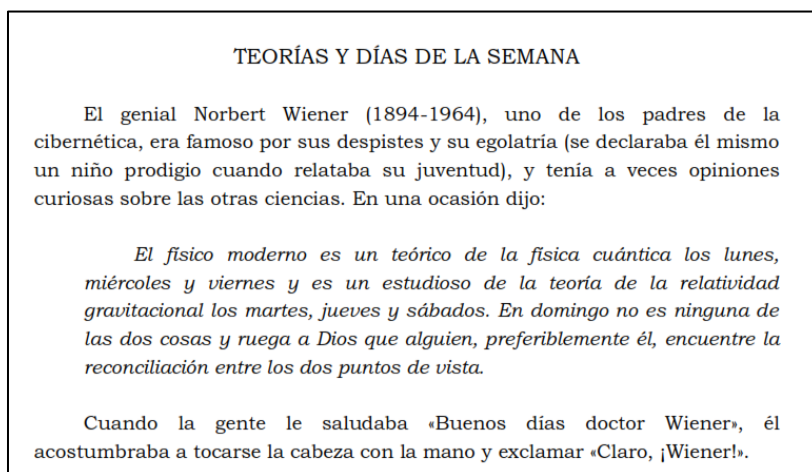 TEORÍAS Y DÍAS DE LA SEMANA
El genial Norbert Wiener (1894-1964), uno de los padres de la
cibernética, era famoso por sus despistes y su egolatría (se declaraba él mismo
un niño prodigio cuando relataba su juventud), y tenía a veces opiniones
curiosas sobre las otras ciencias. En una ocasión dijo:
El físico moderno es un teórico de la física cuántica los lunes,
miércoles y viernes y es un estudioso de la teoría de la relatividad
gravitacional los martes, jueves y sábados. En domingo no es ninguna de
las dos cosas y ruega a Dios que alguien, preferiblemente él, encuentre la
reconciliación entre los dos puntos de vista.
Cuando la gente le saludaba «Buenos días doctor Wiener», él
acostumbraba a tocarse la cabeza con la mano y exclamar «Claro, ¡Wiener!».